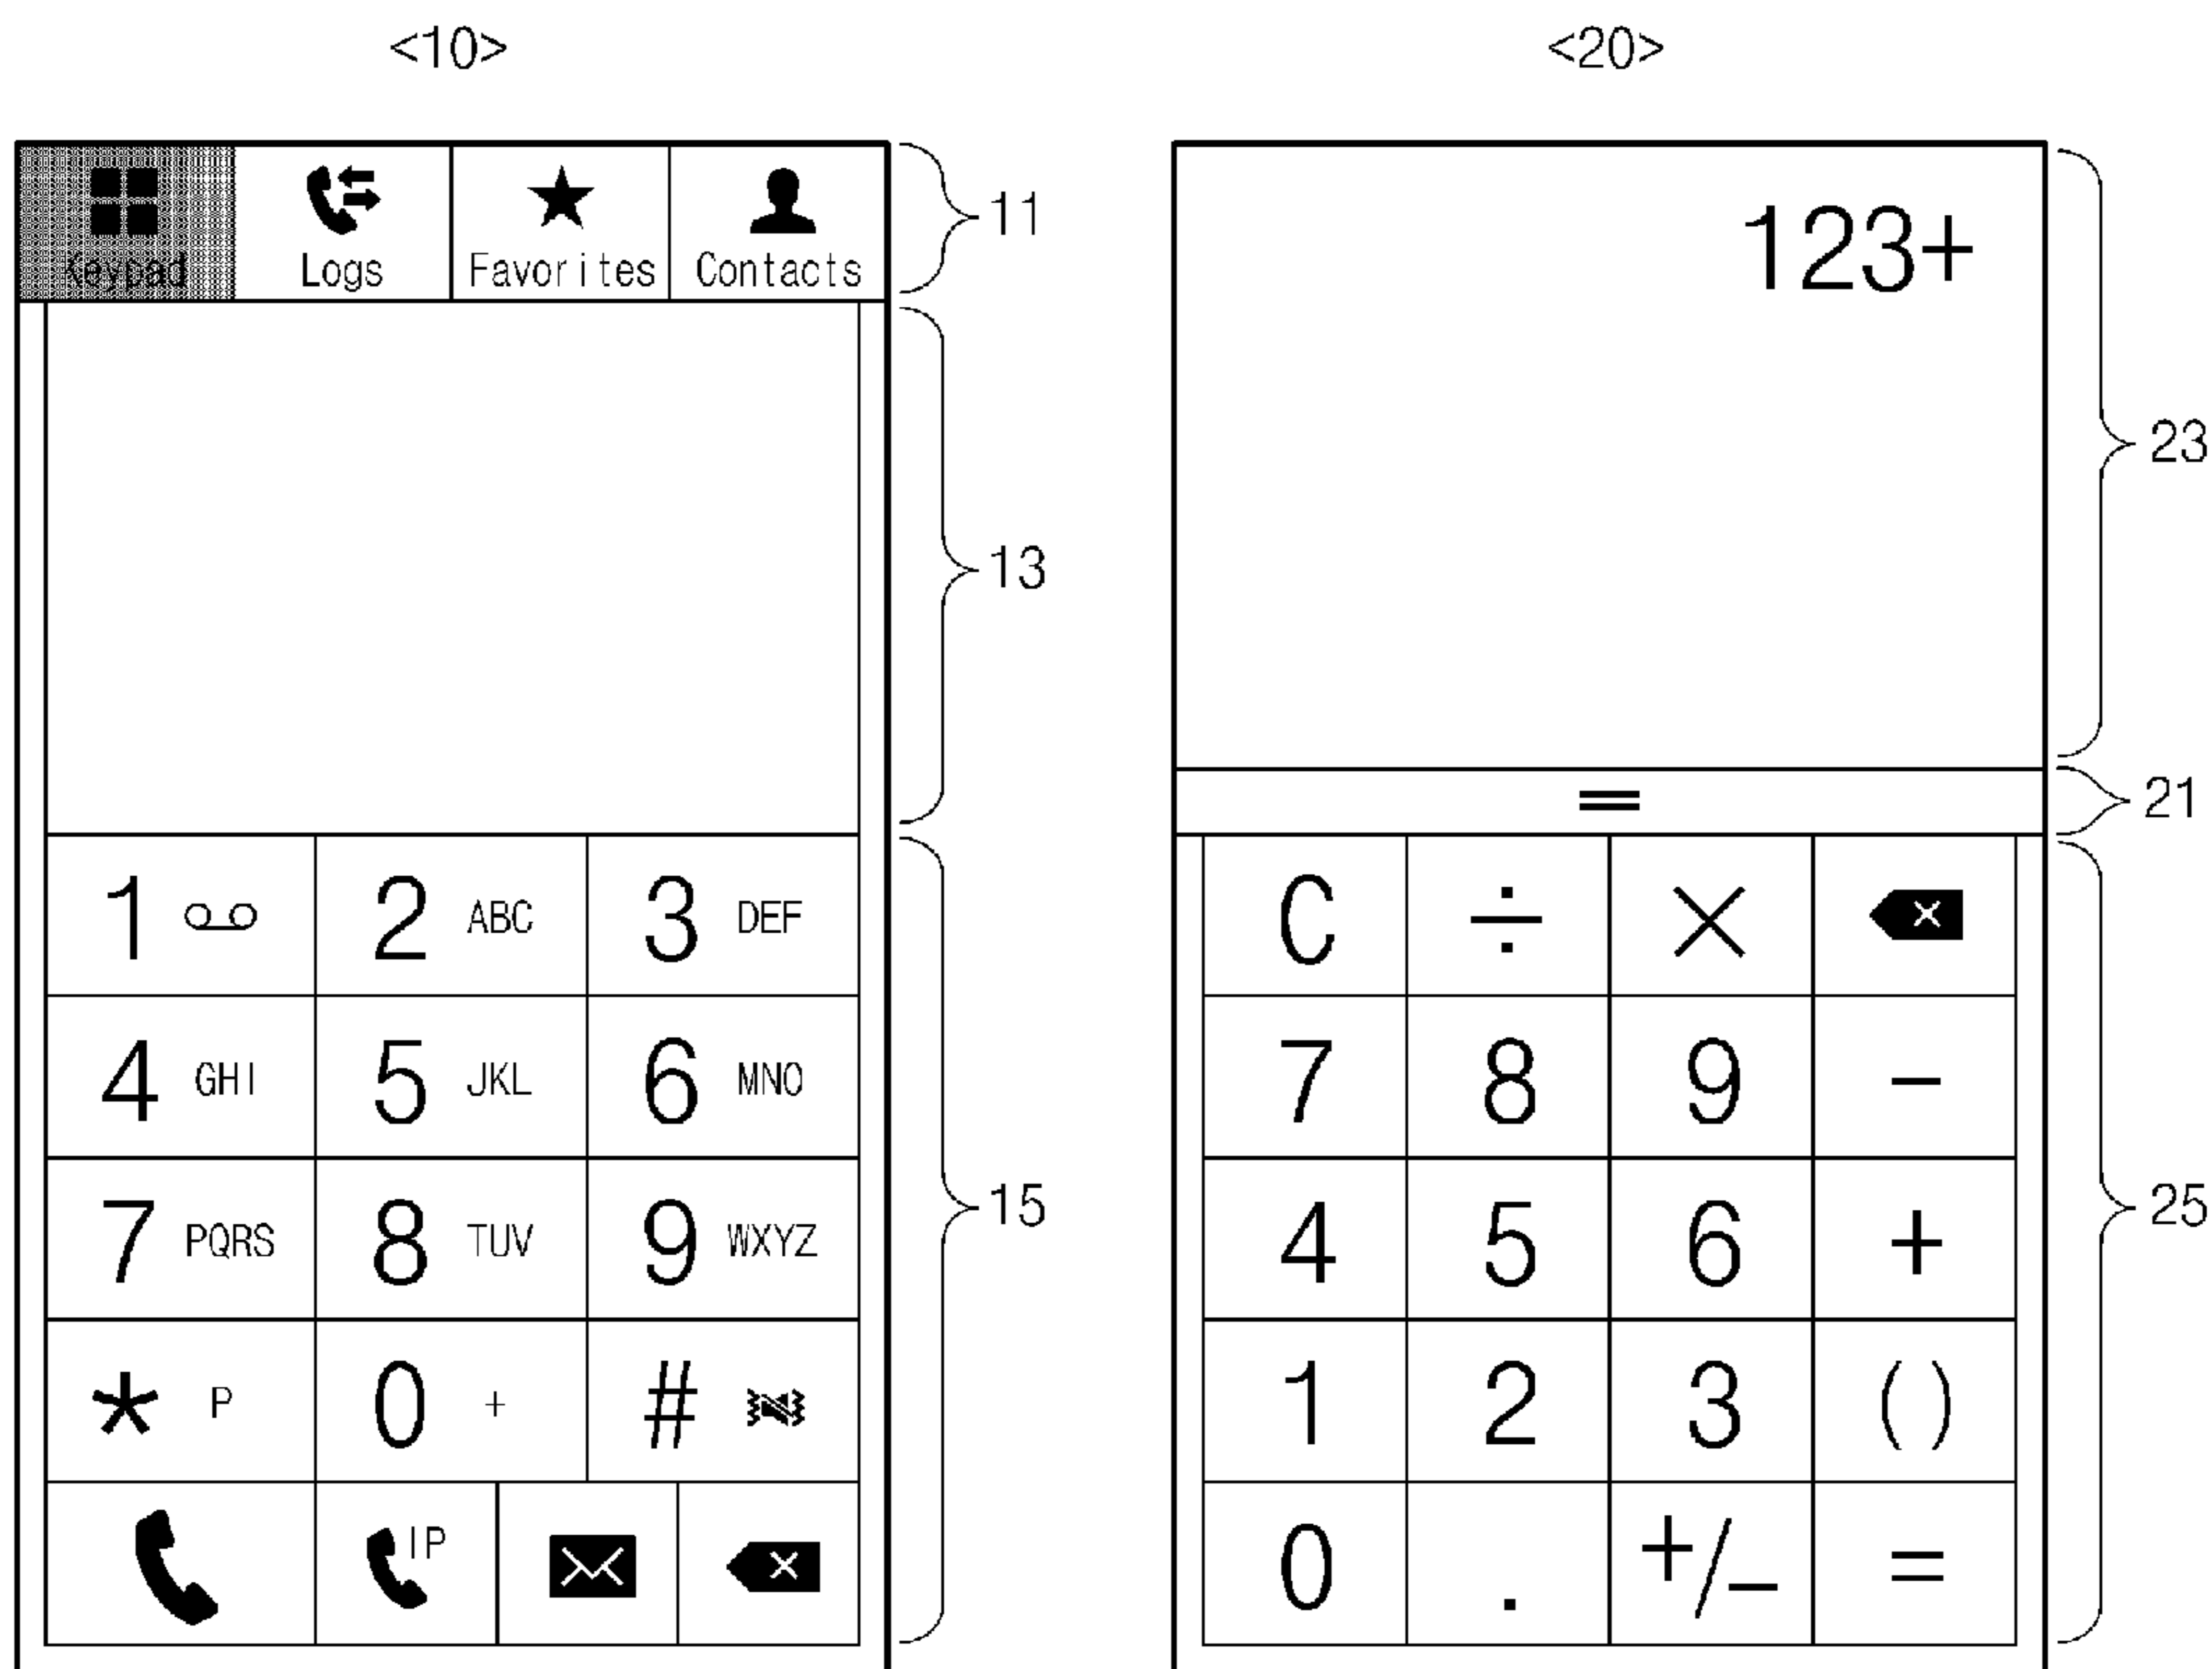 <10>
Keypad Logs Favorites Contacts
11
13
1
2 ABC
3 DEF
4 GHI
5 JKL
6 MNO
7 PQRS
8 TUV
9 WXYZ
15
* P
0 +
#
IP
<20>
123+
23
=
21
C ÷ ×
7 8 9 −
4 5 6 +
25
1 2 3 ( )
0 . +/− =